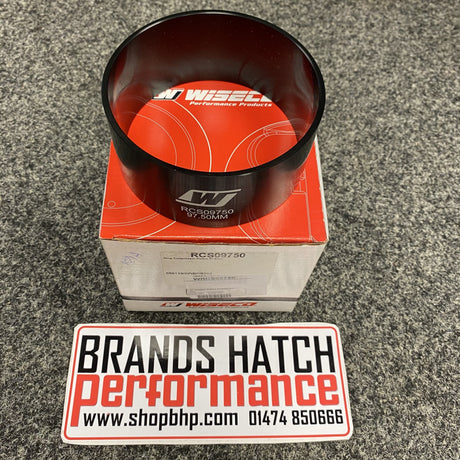 WISECO
Performance Products
W
RCS09750
97.50MM
RCS09750
WISECO
BRANDS HATCH
performance
www.shopbhp.com 01474 850666